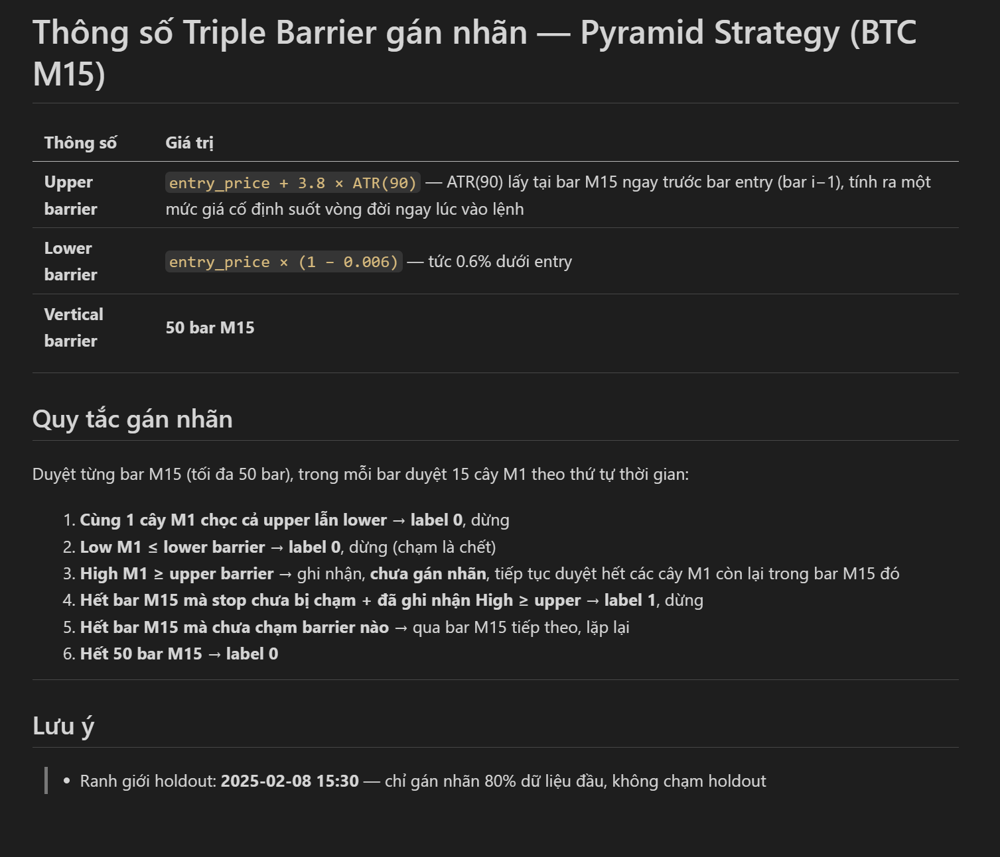 Thông số Triple Barrier gán nhãn — Pyramid Strategy (BTC
M15)
Thông số Giá trị
Upper barrier entry_price + 3.8 × ATR(90) — ATR(90) lấy tại bar M15 ngay trước bar entry (bar i−1), tính ra một
mức giá cố định suốt vòng đời ngay lúc vào lệnh
Lower barrier entry_price × (1 − 0.006) — tức 0.6% dưới entry
Vertical barrier 50 bar M15
Quy tắc gán nhãn
Duyệt từng bar M15 (tối đa 50 bar), trong mỗi bar duyệt 15 cây M1 theo thứ tự thời gian:
1. Cùng 1 cây M1 chọc cả upper lẫn lower → label 0, dừng
2. Low M1 ≤ lower barrier → label 0, dừng (chạm là chết)
3. High M1 ≥ upper barrier → ghi nhận, chưa gán nhãn, tiếp tục duyệt hết các cây M1 còn lại trong bar M15 đó
4. Hết bar M15 mà stop chưa bị chạm + đã ghi nhận High ≥ upper → label 1, dừng
5. Hết bar M15 mà chưa chạm barrier nào → qua bar M15 tiếp theo, lặp lại
6. Hết 50 bar M15 → label 0
Lưu ý
• Ranh giới holdout: 2025-02-08 15:30 — chỉ gán nhãn 80% dữ liệu đầu, không chạm holdout